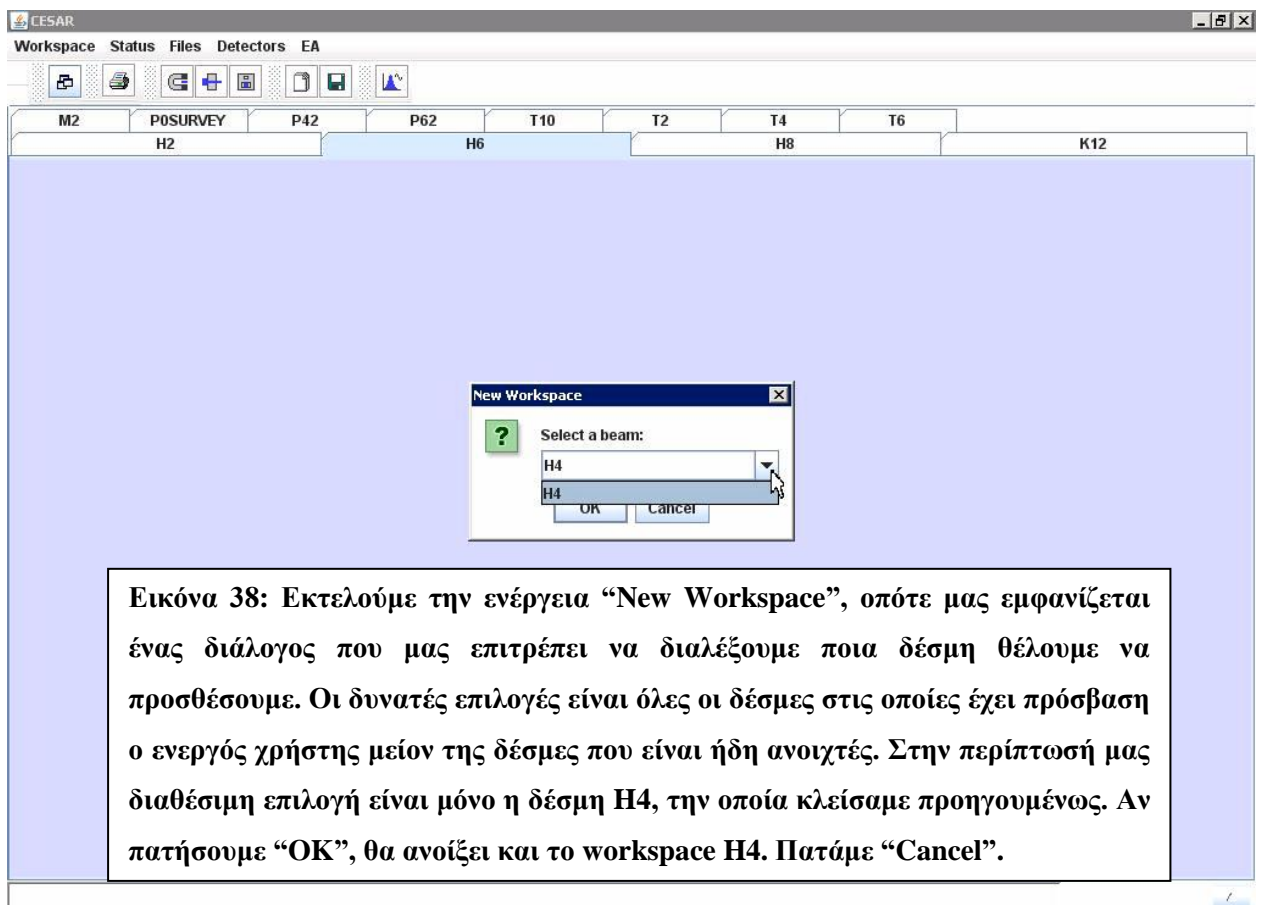 CESAR
Workspace Status Files Detectors EA
M2 P0SURVEY P42 P62 T10 T2 T4 T6
H2 H6 H8 K12
New Workspace
Select a beam:
H4
H4
OK Cancel
Εικόνα 38: Εκτελούμε την ενέργεια “New Workspace”, οπότε μας εμφανίζεται
ένας διάλογος που μας επιτρέπει να διαλέξουμε ποια δέσμη θέλουμε να
προσθέσουμε. Οι δυνατές επιλογές είναι όλες οι δέσμες στις οποίες έχει πρόσβαση
ο ενεργός χρήστης μείον της δέσμες που είναι ήδη ανοιχτές. Στην περίπτωσή μας
διαθέσιμη επιλογή είναι μόνο η δέσμη H4, την οποία κλείσαμε προηγουμένως. Αν
πατήσουμε “OK”, θα ανοίξει και το workspace H4. Πατάμε “Cancel”.